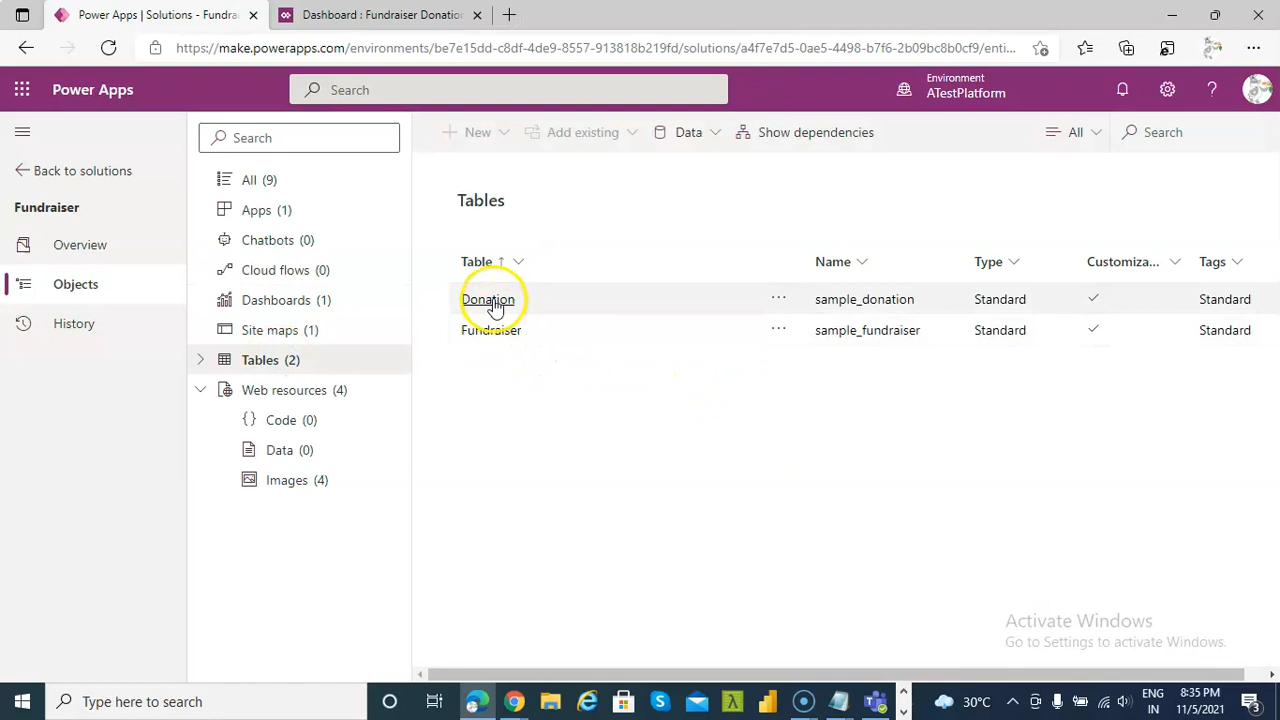 Power Apps | Solutions - Fundrai
Dashboard : Fundraiser Donation
https://make.powerapps.com/environments/be7e15dd-c8df-4de9-8557-913818b219fd/solutions/a4f7e7d5-0ae5-4498-b7f6-2b09bc8b0cf9/enti...
Power Apps
Search
Environment
ATestPlatform
Search
New
Add existing
Data
Show dependencies
All
Search
Back to solutions
Fundraiser
Overview
Objects
History
All (9)
Apps (1)
Chatbots (0)
Cloud flows (0)
Dashboards (1)
Site maps (1)
Tables (2)
Web resources (4)
Code (0)
Data (0)
Images (4)
Tables
Table ↑ Name Type Customiza... Tags
Donation ... sample_donation Standard Standard
Fundraiser ... sample_fundraiser Standard Standard
Activate Windows
Go to Settings to activate Windows.
Type here to search
30°C
ENG
IN
8:35 PM
11/5/2021
3